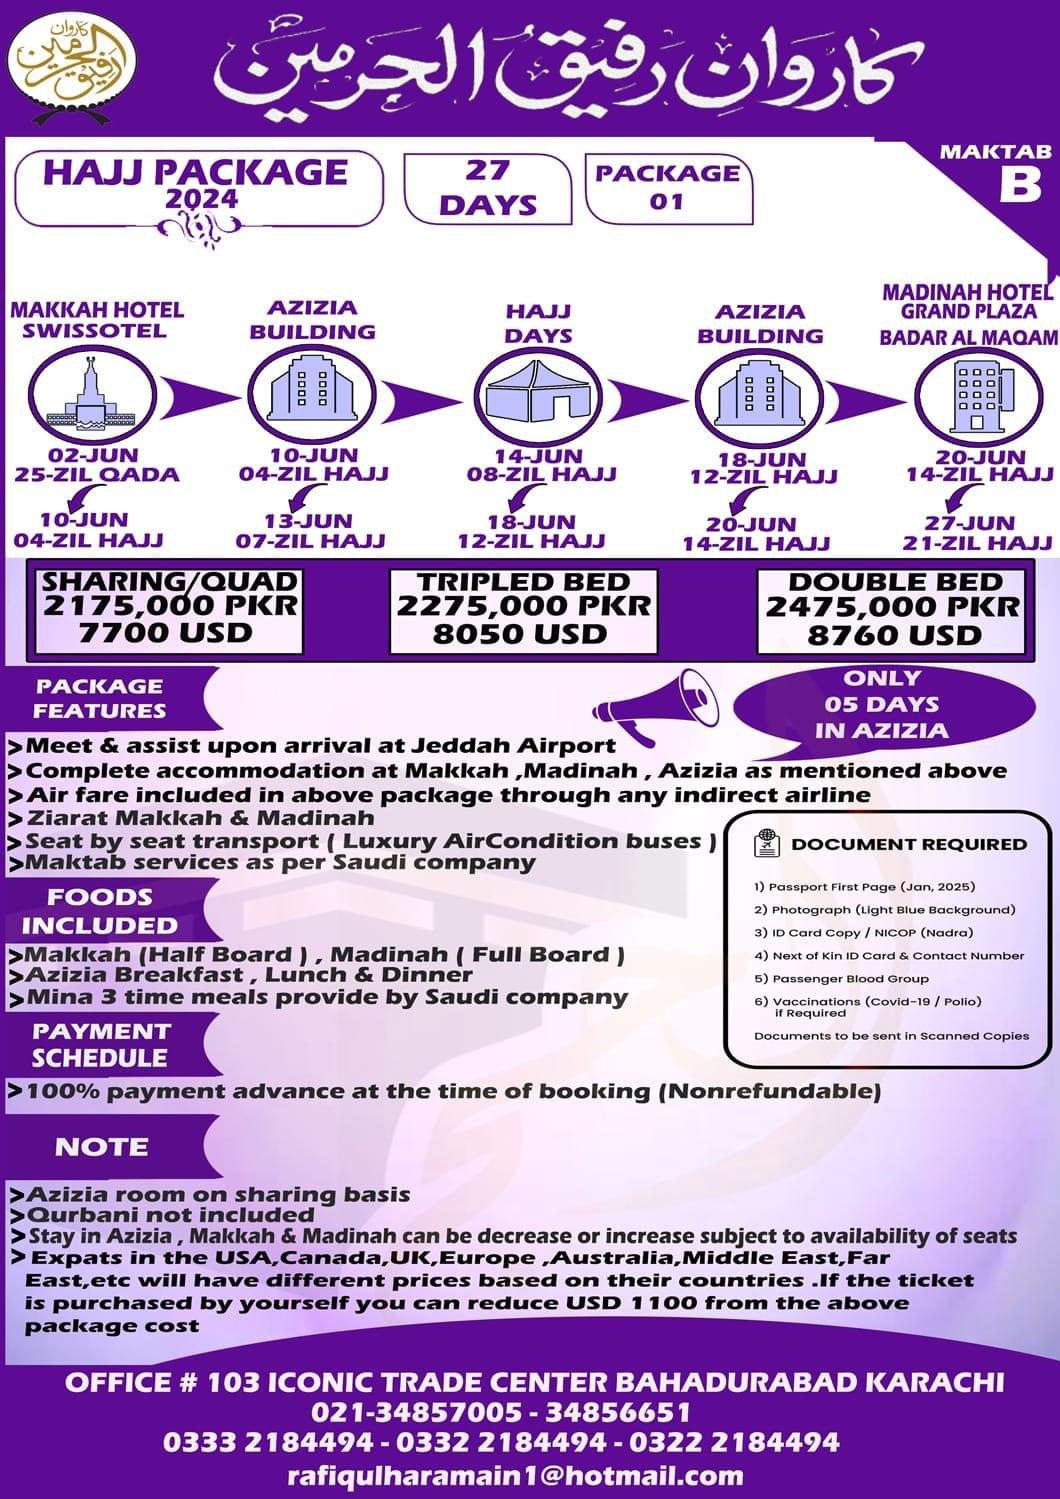 کاروان رفیق الحرمین
کاروان رفیق الحرمین
HAJJ PACKAGE
2024
27
DAYS
PACKAGE
01
MAKTAB
B
MAKKAH HOTEL
SWISSOTEL
02-JUN
25-ZIL QADA
10-JUN
04-ZIL HAJJ
AZIZIA
BUILDING
10-JUN
04-ZIL HAJJ
13-JUN
07-ZIL HAJJ
HAJJ
DAYS
14-JUN
08-ZIL HAJJ
18-JUN
12-ZIL HAJJ
AZIZIA
BUILDING
18-JUN
12-ZIL HAJJ
20-JUN
14-ZIL HAJJ
MADINAH HOTEL
GRAND PLAZA
BADAR AL MAQAM
20-JUN
14-ZIL HAJJ
27-JUN
21-ZIL HAJJ
SHARING/QUAD
2175,000 PKR
7700 USD
TRIPLED BED
2275,000 PKR
8050 USD
DOUBLE BED
2475,000 PKR
8760 USD
PACKAGE
FEATURES
ONLY
05 DAYS
IN AZIZIA
>Meet & assist upon arrival at Jeddah Airport
>Complete accommodation at Makkah ,Madinah , Azizia as mentioned above
>Air fare included in above package through any indirect airline
>Ziarat Makkah & Madinah
>Seat by seat transport ( Luxury AirCondition buses )
>Maktab services as per Saudi company
DOCUMENT REQUIRED
1) Passport First Page (Jan, 2025)
2) Photograph (Light Blue Background)
3) ID Card Copy / NICOP (Nadra)
4) Next of Kin ID Card & Contact Number
5) Passenger Blood Group
6) Vaccinations (Covid-19 / Polio)
if Required
Documents to be sent in Scanned Copies
FOODS
INCLUDED
>Makkah (Half Board ) , Madinah ( Full Board )
>Azizia Breakfast , Lunch & Dinner
>Mina 3 time meals provide by Saudi company
PAYMENT
SCHEDULE
>100% payment advance at the time of booking (Nonrefundable)
NOTE
>Azizia room on sharing basis
>Qurbani not included
>Stay in Azizia , Makkah & Madinah can be decrease or increase subject to availability of seats
>Expats in the USA,Canada,UK,Europe ,Australia,Middle East,Far
East,etc will have different prices based on their countries .If the ticket
is purchased by yourself you can reduce USD 1100 from the above
package cost
OFFICE # 103 ICONIC TRADE CENTER BAHADURABAD KARACHI
021-34857005 - 34856651
0333 2184494 - 0332 2184494 - 0322 2184494
rafiqulharamain1@hotmail.com